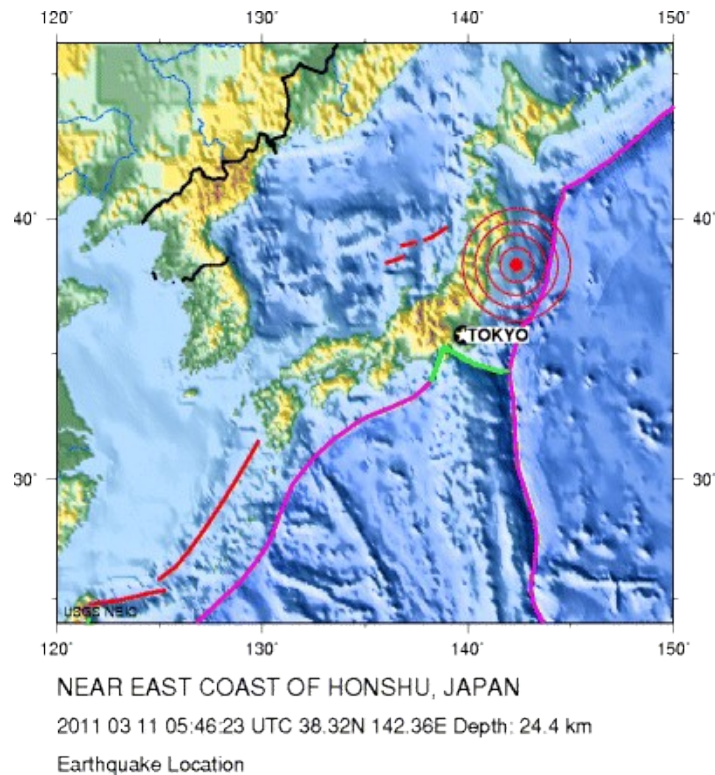 120° 130° 140° 150°
40° 40°
TOKYO
30° 30°
USGS NEIC
120° 130° 140° 150°
NEAR EAST COAST OF HONSHU, JAPAN
2011 03 11 05:46:23 UTC 38.32N 142.36E Depth: 24.4 km
Earthquake Location